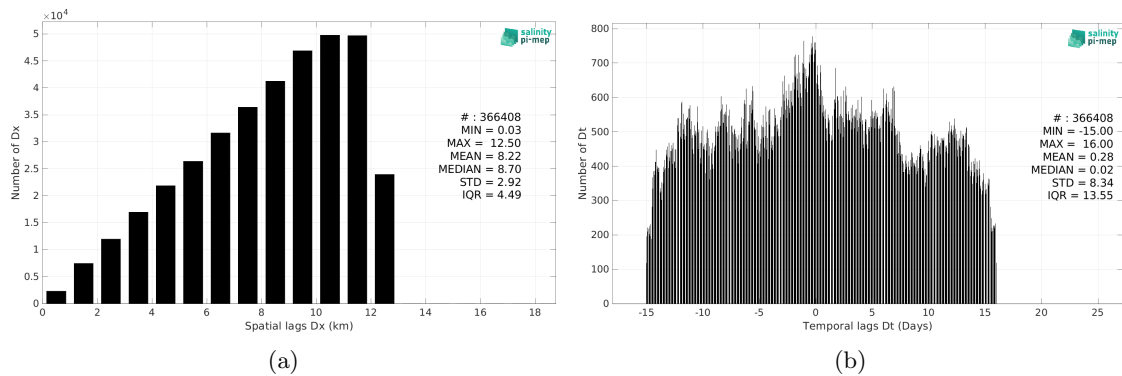 ×10⁴
5
4.5
4
3.5
3
2.5
2
1.5
1
0.5
0
Number of Dx
salinity
pi-mep
# : 366408
MIN = 0.03
MAX = 12.50
MEAN = 8.22
MEDIAN = 8.70
STD = 2.92
IQR = 4.49
0 2 4 6 8 10 12 14 16 18
Spatial lags Dx (km)
(a)
800
700
600
500
400
300
200
100
0
Number of Dt
salinity
pi-mep
# : 366408
MIN = -15.00
MAX = 16.00
MEAN = 0.28
MEDIAN = 0.02
STD = 8.34
IQR = 13.55
-15 -10 -5 0 5 10 15 20 25
Temporal lags Dt (Days)
(b)